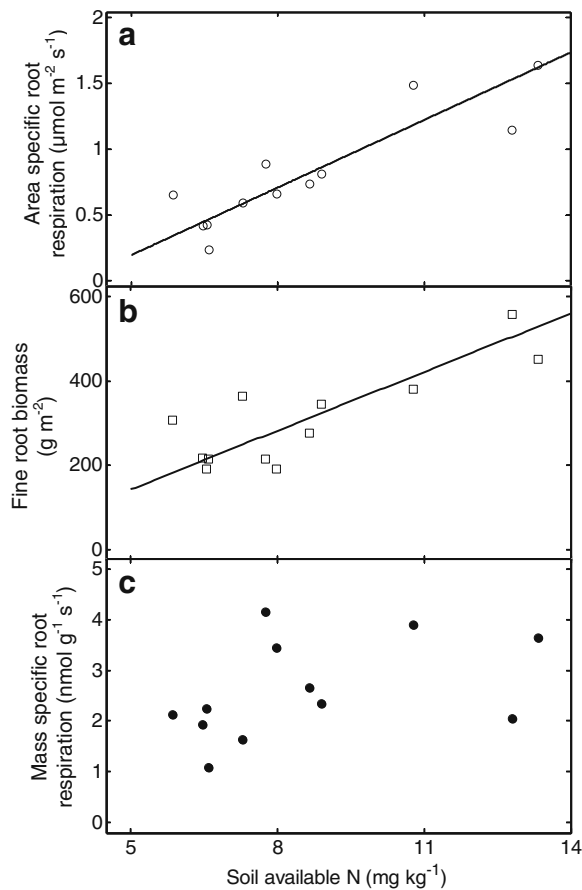 a
Area specific root
respiration (μmol m⁻² s⁻¹)
2
1.5
1
0.5
0
b
Fine root biomass
(g m⁻²)
600
400
200
0
c
Mass specific root
respiration (nmol g⁻¹ s⁻¹)
5
4
3
2
1
0
5 8 11 14
Soil available N (mg kg⁻¹)